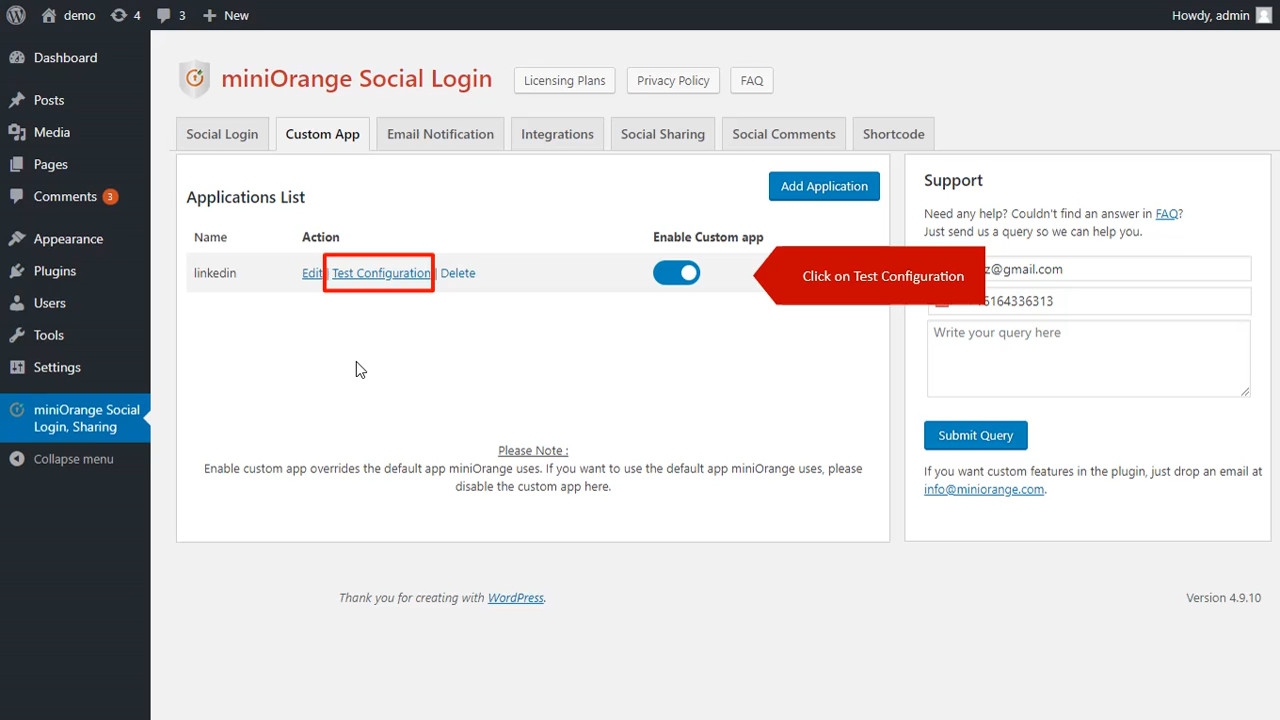 demo
4
3
New
Howdy, admin
Dashboard
Posts
Media
Pages
Comments 3
Appearance
Plugins
Users
Tools
Settings
miniOrange Social
Login, Sharing
Collapse menu
miniOrange Social Login
Licensing Plans
Privacy Policy
FAQ
Social Login
Custom App
Email Notification
Integrations
Social Sharing
Social Comments
Shortcode
Applications List
Add Application
Name
Action
Enable Custom app
linkedin
Edit | Test Configuration | Delete
Click on Test Configuration
Please Note :
Enable custom app overrides the default app miniOrange uses. If you want to use the default app miniOrange uses, please
disable the custom app here.
Support
Need any help? Couldn't find an answer in FAQ?
Just send us a query so we can help you.
z@gmail.com
6164336313
Write your query here
Submit Query
If you want custom features in the plugin, just drop an email at
info@miniorange.com.
Thank you for creating with WordPress.
Version 4.9.10